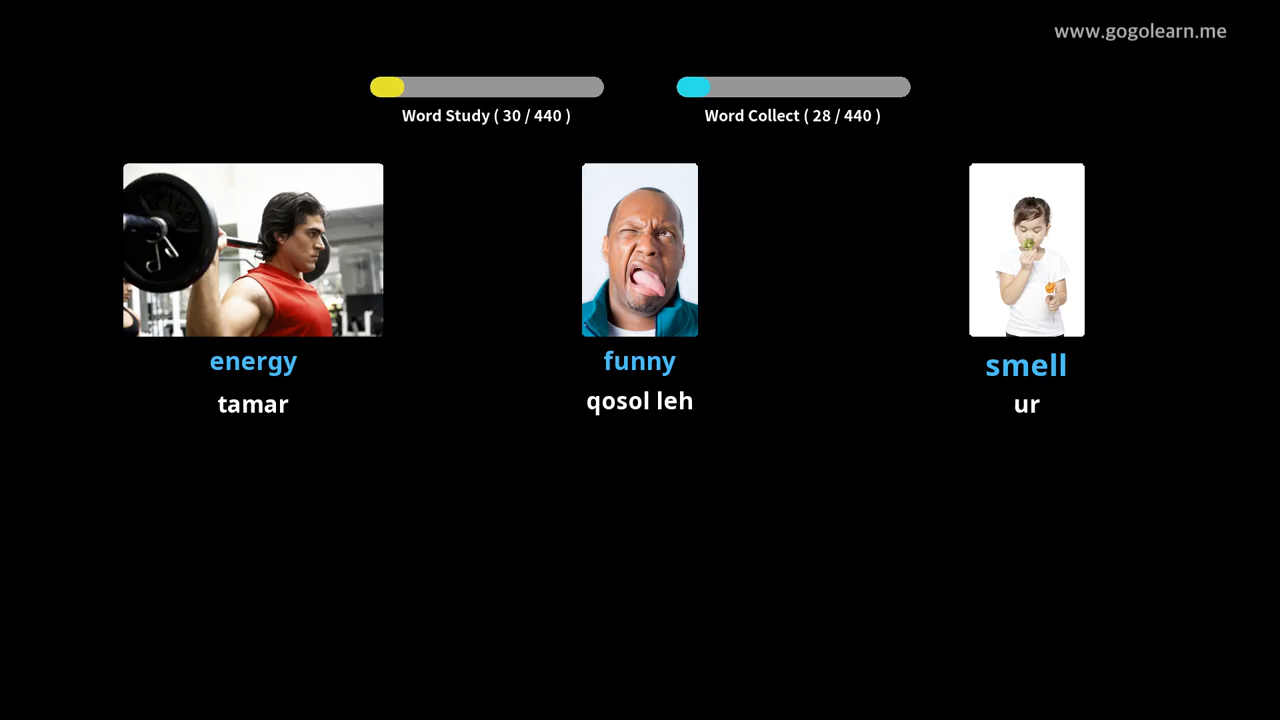 www.gogolearn.me
Word Study ( 30 / 440 )
Word Collect ( 28 / 440 )
energy
tamar
funny
qosol leh
smell
ur